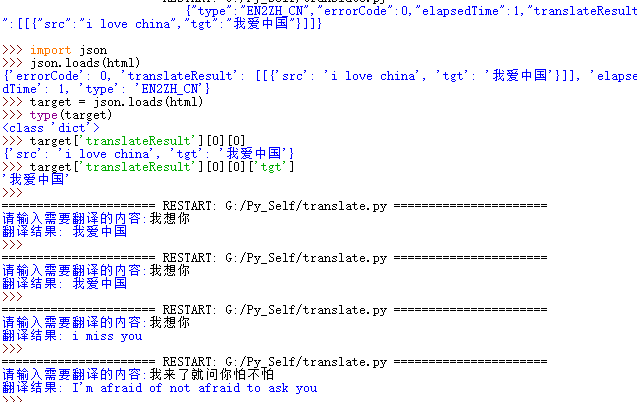 {"type":"EN2ZH_CN","errorCode":0,"elapsedTime":1,"translateResult
":[[{"src":"i love china","tgt":"我爱中国"}]]}
>>> import json
>>> json.loads(html)
{'errorCode': 0, 'translateResult': [[{'src': 'i love china', 'tgt': '我爱中国'}]], 'elapse
dTime': 1, 'type': 'EN2ZH_CN'}
>>> target = json.loads(html)
>>> type(target)
<class 'dict'>
>>> target['translateResult'][0][0]
{'src': 'i love china', 'tgt': '我爱中国'}
>>> target['translateResult'][0][0]['tgt']
'我爱中国'
>>>
===================== RESTART: G:/Py_Self/translate.py =====================
请输入需要翻译的内容:我想你
翻译结果: 我爱中国
>>>
===================== RESTART: G:/Py_Self/translate.py =====================
请输入需要翻译的内容:我想你
翻译结果: 我爱中国
>>>
===================== RESTART: G:/Py_Self/translate.py =====================
请输入需要翻译的内容:我想你
翻译结果: i miss you
>>>
===================== RESTART: G:/Py_Self/translate.py =====================
请输入需要翻译的内容:我来了就问你怕不怕
翻译结果: I'm afraid of not afraid to ask you
>>>